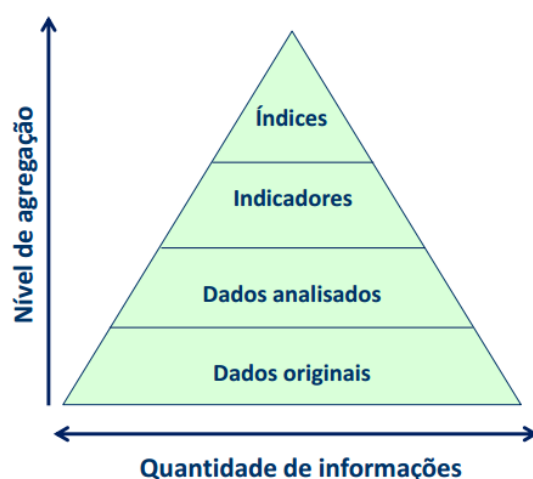 Nível de agregação
Índices
Indicadores
Dados analisados
Dados originais
Quantidade de informações